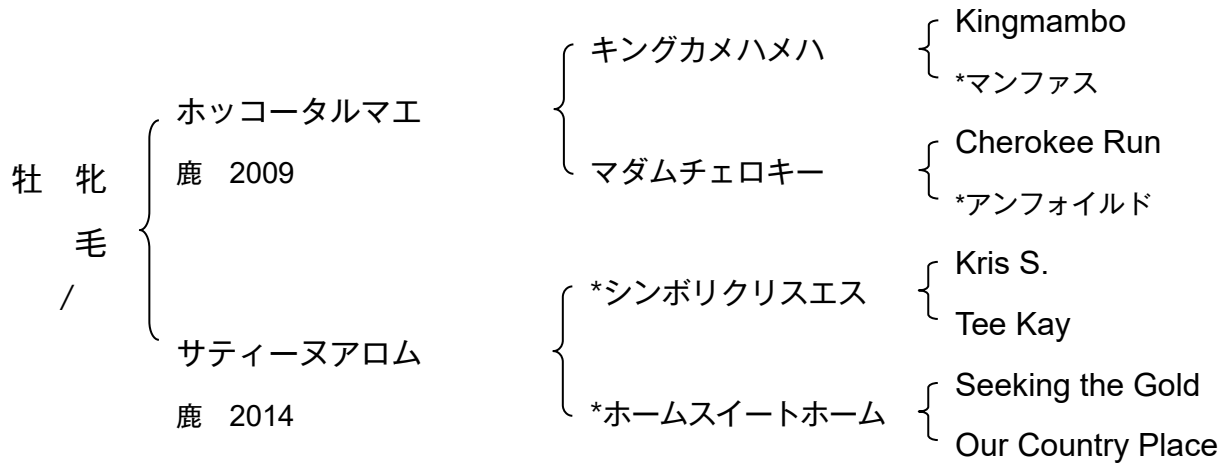 牡　牝
毛
/
ホッコータルマエ
鹿　2009
サティーヌアロム
鹿　2014
キングカメハメハ
マダムチェロキー
*シンボリクリスエス
*ホームスイートホーム
Kingmambo
*マンファス
Cherokee Run
*アンフォイルド
Kris S.
Tee Kay
Seeking the Gold
Our Country Place